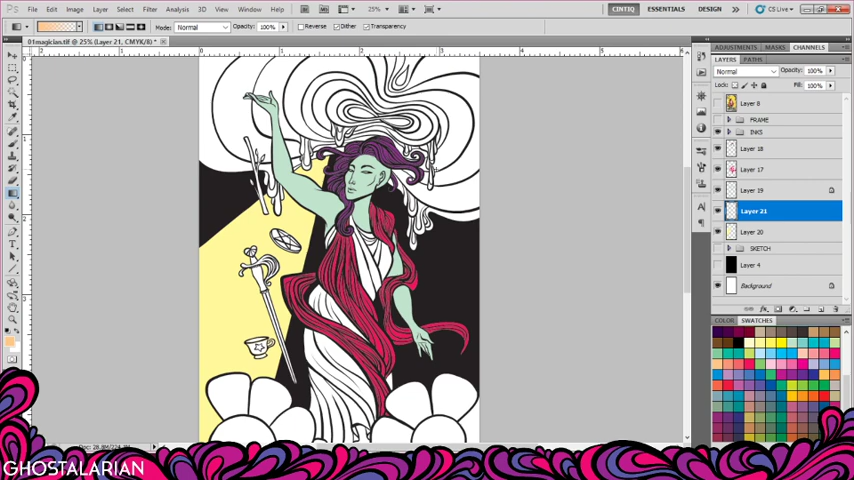 PS File Edit Image Layer Select Filter Analysis 3D View Window Help 25%
CINTIQ ESSENTIALS DESIGN CS Live
Mode: Normal Opacity: 100% Reverse Dither Transparency
01magician.tif @ 25% (Layer 21, CMYK/8) *
ADJUSTMENTS MASKS CHANNELS
LAYERS PATHS
Normal Opacity: 100%
Lock: Fill: 100%
Layer 8
FRAME
INKS
Layer 18
Layer 17
Layer 19
Layer 21
Layer 20
SKETCH
Layer 4
Background
COLOR SWATCHES
GHOSTALARIAN